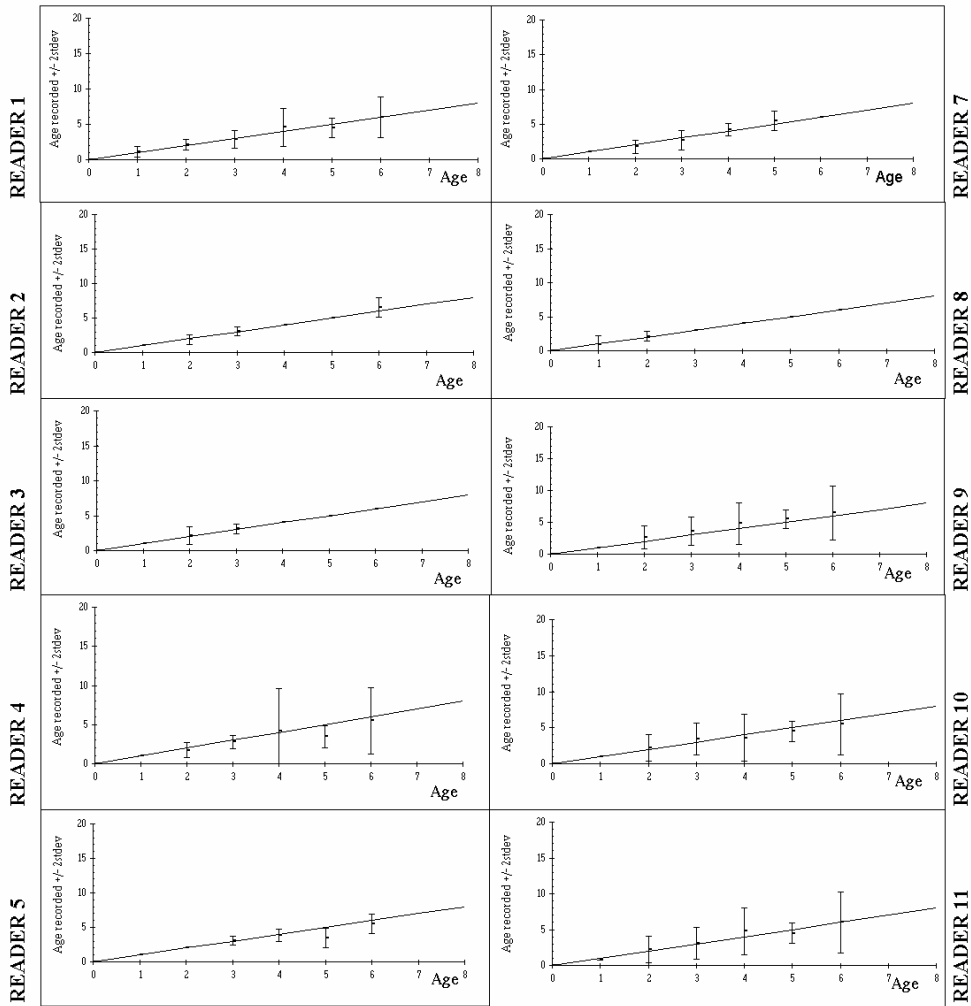 READER 1
Age recorded +/- 2stdev
20
15
10
5
0
0 1 2 3 4 5 6 7 8
Age
READER 7
Age recorded +/- 2stdev
20
15
10
5
0
0 1 2 3 4 5 6 7 8
Age
READER 2
Age recorded +/- 2stdev
20
15
10
5
0
0 1 2 3 4 5 6 7 8
Age
READER 8
Age recorded +/- 2stdev
20
15
10
5
0
0 1 2 3 4 5 6 7 8
Age
READER 3
Age recorded +/- 2stdev
20
15
10
5
0
0 1 2 3 4 5 6 7 8
Age
READER 9
Age recorded +/- 2stdev
20
15
10
5
0
0 1 2 3 4 5 6 7 8
Age
READER 4
Age recorded +/- 2stdev
20
15
10
5
0
0 1 2 3 4 5 6 7 8
Age
READER 10
Age recorded +/- 2stdev
20
15
10
5
0
0 1 2 3 4 5 6 7 8
Age
READER 5
Age recorded +/- 2stdev
20
15
10
5
0
0 1 2 3 4 5 6 7 8
Age
READER 11
Age recorded +/- 2stdev
20
15
10
5
0
0 1 2 3 4 5 6 7 8
Age